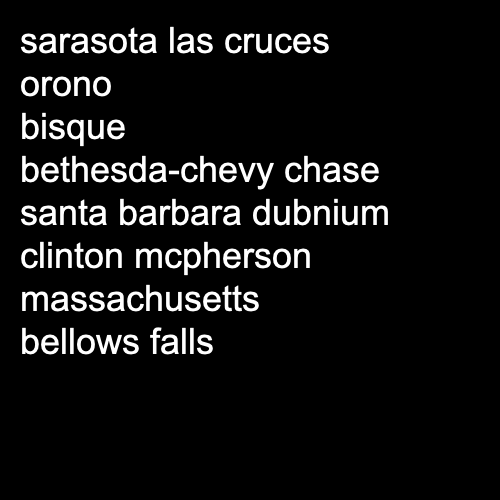 sarasota las cruces
orono
bisque
bethesda-chevy chase
santa barbara dubnium
clinton mcpherson
massachusetts
bellows falls